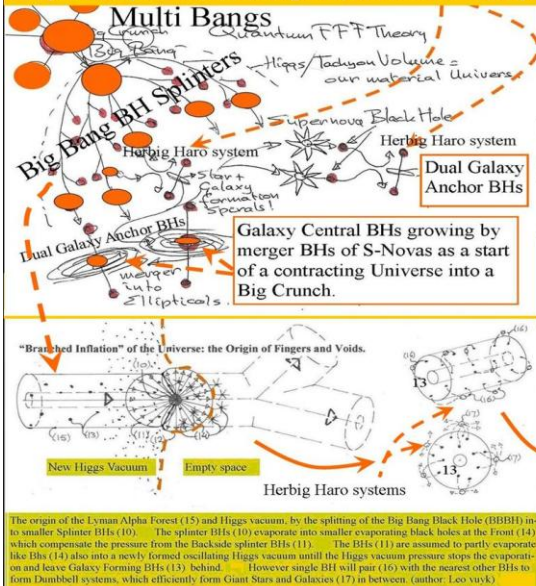 Multi Bangs
Big Crunch
Big Bang
Quantum FFF Theory
Higgs/Tachyon Volume =
our material Univers.
Big Bang BH Splinters
Supernova Black Hole
Herbig Haro system
Herbig Haro system
Star +
Galaxy
formation
Dual Galaxy
Anchor BHs
Dual Galaxy Anchor BHs
merger
into
Ellipticals.
Galaxy Central BHs growing by
merger BHs of S-Novas as a start
of a contracting Universe into a
Big Crunch.
"Branched Inflation" of the Universe: the Origin of Fingers and Voids.
(10)
(16)
(16)
13
(15)
(13)
(11)
(12)
(14)
(17)
(17)
13
New Higgs Vacuum
Empty space
Herbig Haro systems
The origin of the Lyman Alpha Forest (15) and Higgs vacuum, by the splitting of the Big Bang Black Hole (BBBH) in-
to smaller Splinter BHs (10). The splinter BHs (10) evaporate into smaller evaporating black holes at the Front (14)
which compensate the pressure from the Backside splinter BHs (11). The BHs (11) are assumed to partly evaporate
like Bhs (14) also into a newly formed oscillating Higgs vacuum untill the Higgs vacuum pressure stops the evaporati-
on and leave Galaxy Forming BHs (13) behind. However single BH will pair (16) with the nearest other BHs to
form Dumbbell systems, which efficiently form Giant Stars and Galaxies (17) in between. (author: Leo vuyk)